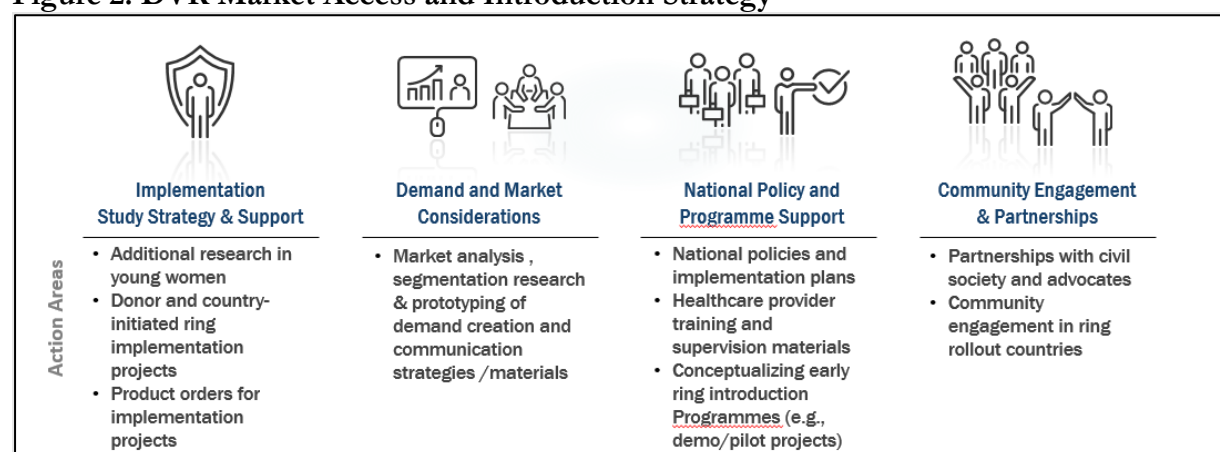 Figure 2: DVR Market Access and Introduction Strategy
Implementation
Study Strategy & Support
Demand and Market
Considerations
National Policy and
Programme Support
Community Engagement
& Partnerships
Action Areas
• Additional research in
young women
• Donor and country-
initiated ring
implementation
projects
• Product orders for
implementation
projects
• Market analysis ,
segmentation research
& prototyping of
demand creation and
communication
strategies /materials
• National policies and
implementation plans
• Healthcare provider
training and
supervision materials
• Conceptualizing early
ring introduction
Programmes (e.g.,
demo/pilot projects)
• Partnerships with civil
society and advocates
• Community
engagement in ring
rollout countries